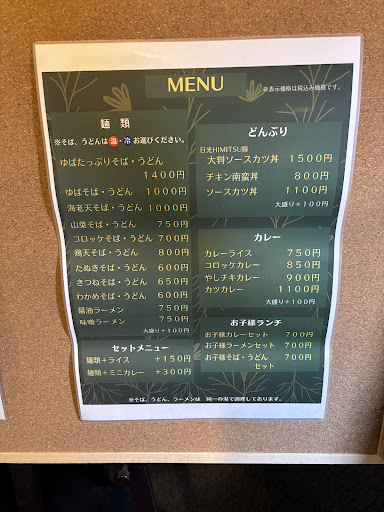 MENU
※表示価格は税込み価格です。
麺 類
※そば、うどんは温・冷お選びください。
ゆばたっぷりそば・うどん
1400円
ゆばそば・うどん 1000円
海老天そば・うどん 1000円
山菜そば・うどん 750円
コロッケそば・うどん 700円
鶏天そば・うどん 800円
たぬきそば・うどん 600円
きつねそば・うどん 650円
わかめそば・うどん 600円
醤油ラーメン 750円
味噌ラーメン 750円
大盛り＋100円
セットメニュー
麺類＋ライス ＋150円
麺類＋ミニカレー ＋300円
どんぶり
日光HIMITSU豚
大判ソースカツ丼 1500円
チキン南蛮丼 800円
ソースカツ丼 1100円
大盛り＋100円
カレー
カレーライス 750円
コロッケカレー 850円
やしチキカレー 900円
カツカレー 1100円
大盛り＋100円
お子様ランチ
お子様カレーセット 700円
お子様ラーメンセット 700円
お子様そば・うどん 700円
セット
※そば、うどん、ラーメンは 同一の湯で調理しております。